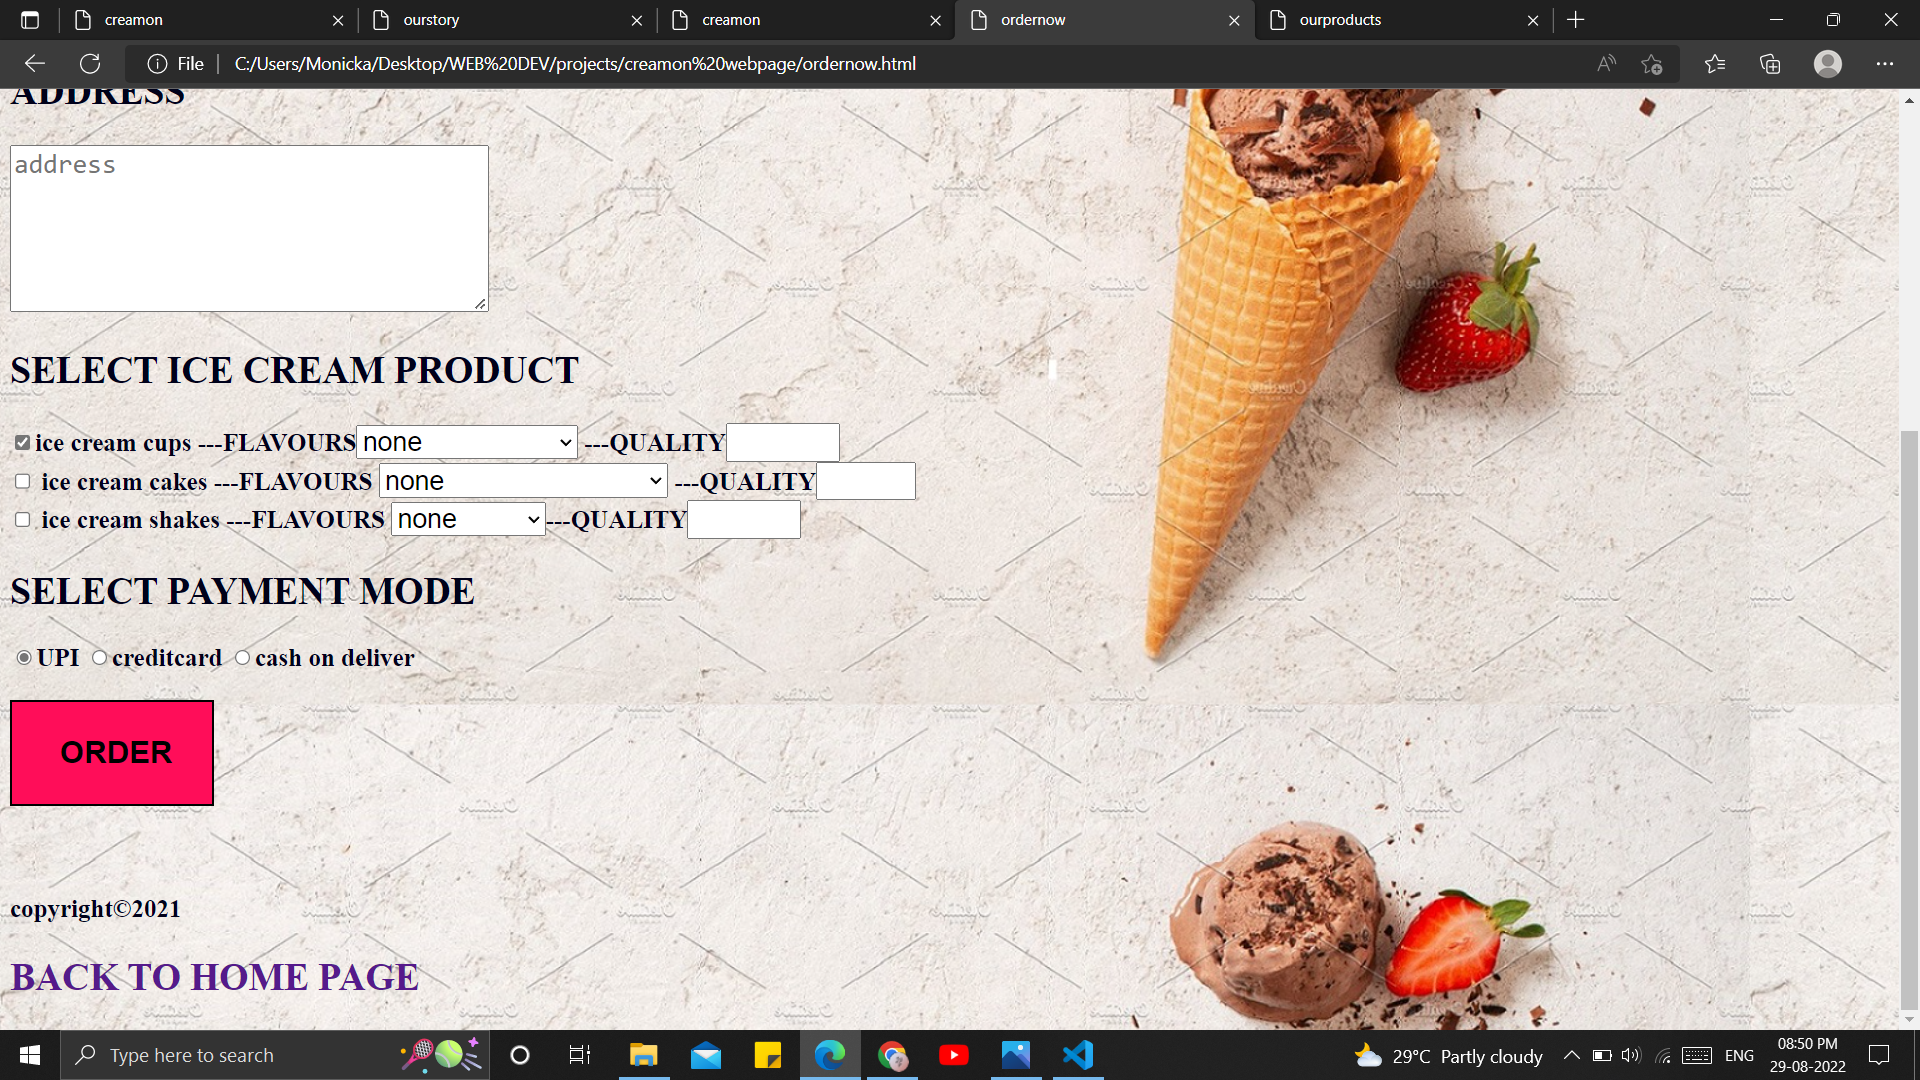 creamon
ourstory
creamon
ordernow
ourproducts
File
C:/Users/Monicka/Desktop/WEB%20DEV/projects/creamon%20webpage/ordernow.html
ADDRESS
address
SELECT ICE CREAM PRODUCT
ice cream cups ---FLAVOURS none ---QUALITY
ice cream cakes ---FLAVOURS none ---QUALITY
ice cream shakes ---FLAVOURS none ---QUALITY
SELECT PAYMENT MODE
UPI creditcard cash on deliver
ORDER
copyright©2021
BACK TO HOME PAGE
Type here to search
29°C Partly cloudy
ENG
08:50 PM
29-08-2022